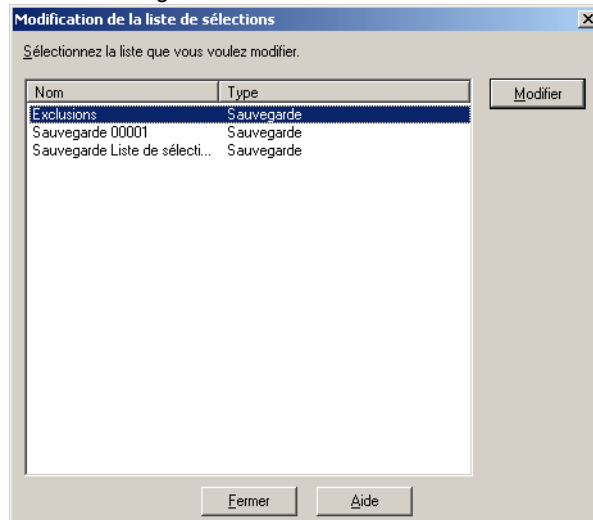 Modification de la liste de sélections
Sélectionnez la liste que vous voulez modifier.
Nom Type
Modifier
Exclusions Sauvegarde
Sauvegarde 00001 Sauvegarde
Sauvegarde Liste de sélecti... Sauvegarde
Fermer Aide